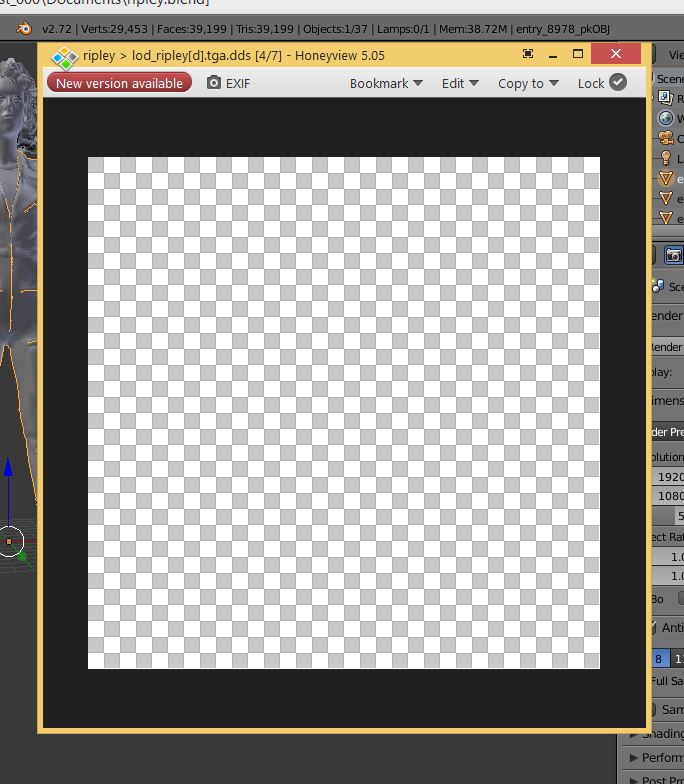 st_000\Documents\ripley.blend]
v2.72 | Verts:29,453 | Faces:39,199 | Tris:39,199 | Objects:1/37 | Lamps:0/1 | Mem:38.72M | entry_8978_pkOBJ
ripley > lod_ripley[d].tga.dds [4/7] - Honeyview 5.05
New version available EXIF Bookmark Edit Copy to Lock
Vie
Scene
R
W
C
L
e
e
e
Sce
ender
Render
play:
imens
der Pre
olution
1920
1080
5
ect Rat
1.0
1.0
Bo
Anti
8 1
Full Sa
Sam
Shading
Perform
Post Pro